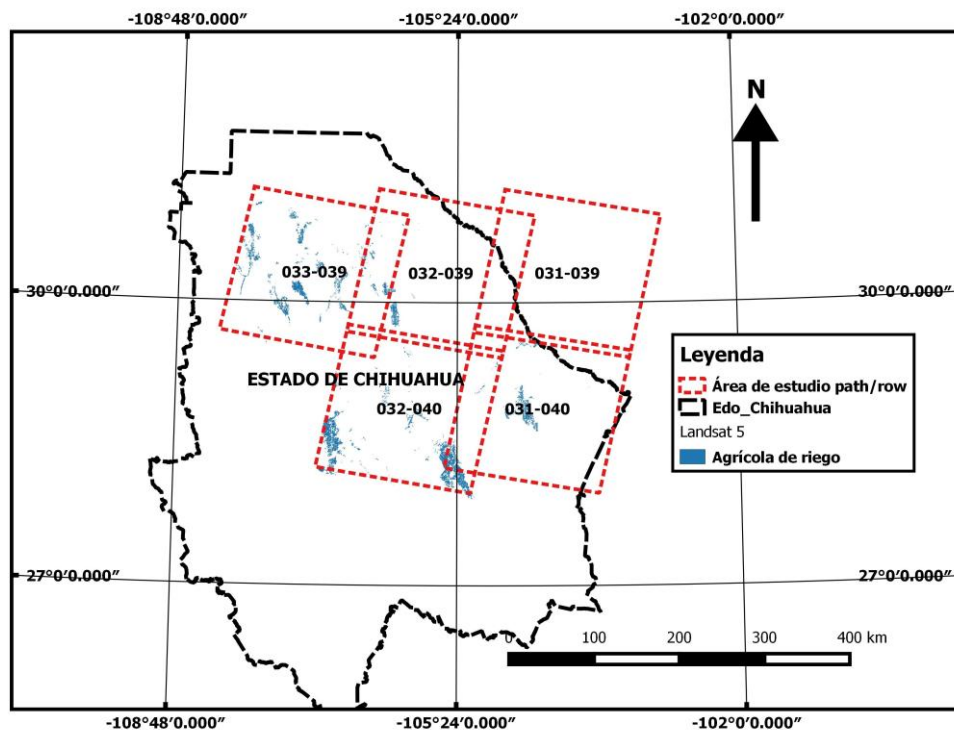 -108°48'0.000″
-105°24'0.000″
-102°0'0.000″
N
033-039
032-039
031-039
30°0'0.000″
30°0'0.000″
Leyenda
Área de estudio path/row
Edo_Chihuahua
Landsat 5
Agrícola de riego
ESTADO DE CHIHUAHUA
032-040
031-040
27°0'0.000″
27°0'0.000″
0 100 200 300 400 km
-108°48'0.000″
-105°24'0.000″
-102°0'0.000″